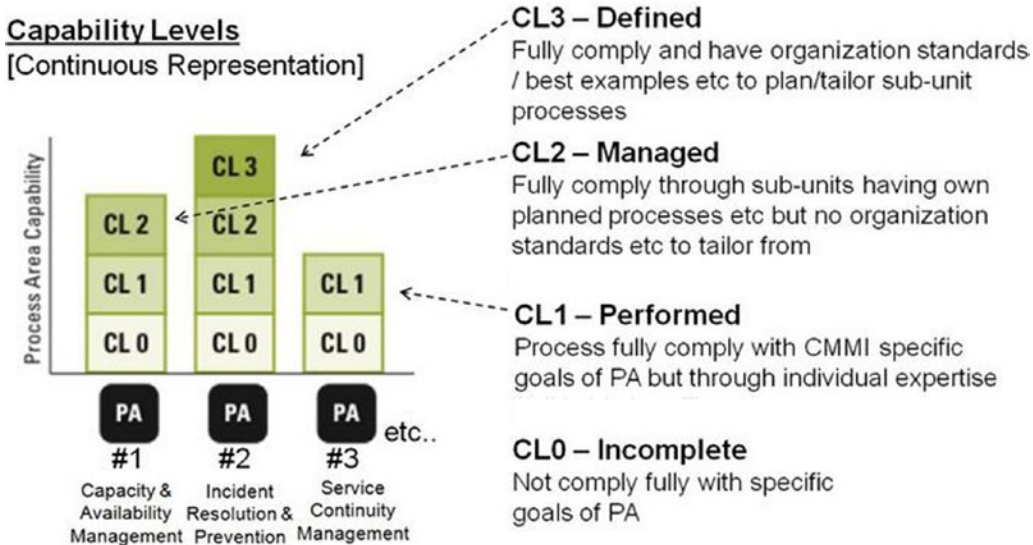 Capability Levels
[Continuous Representation]
Process Area Capability
CL 2
CL 1
CL 0
CL 3
CL 2
CL 1
CL 0
CL 1
CL 0
PA
PA
PA
etc..
#1
#2
#3
Capacity &
Availability
Management
Incident
Resolution &
Prevention
Service
Continuity
Management
CL3 – Defined
Fully comply and have organization standards
/ best examples etc to plan/tailor sub-unit
processes
CL2 – Managed
Fully comply through sub-units having own
planned processes etc but no organization
standards etc to tailor from
CL1 – Performed
Process fully comply with CMMI specific
goals of PA but through individual expertise
CL0 – Incomplete
Not comply fully with specific
goals of PA